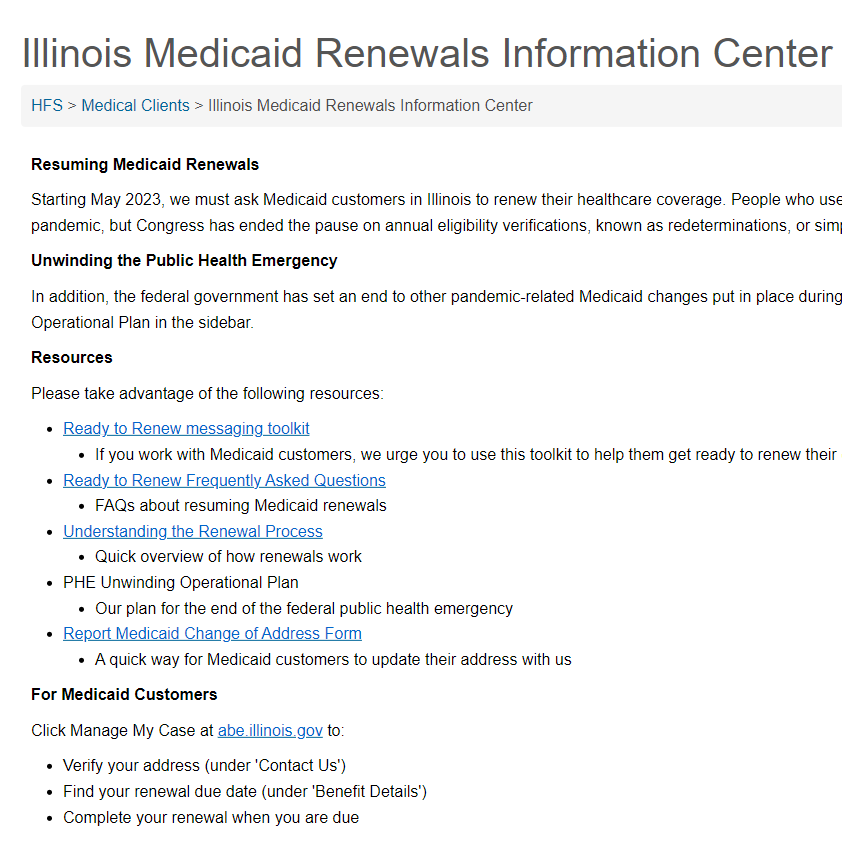 Illinois Medicaid Renewals Information Center
HFS > Medical Clients > Illinois Medicaid Renewals Information Center
Resuming Medicaid Renewals
Starting May 2023, we must ask Medicaid customers in Illinois to renew their healthcare coverage. People who use
pandemic, but Congress has ended the pause on annual eligibility verifications, known as redeterminations, or
Unwinding the Public Health Emergency
In addition, the federal government has set an end to other pandemic-related Medicaid changes put in place during
Operational Plan in the sidebar.
Resources
Please take advantage of the following resources:
• Ready to Renew messaging toolkit
• If you work with Medicaid customers, we urge you to use this toolkit to help them get ready to renew their
• Ready to Renew Frequently Asked Questions
• FAQs about resuming Medicaid renewals
• Understanding the Renewal Process
• Quick overview of how renewals work
• PHE Unwinding Operational Plan
• Our plan for the end of the federal public health emergency
• Report Medicaid Change of Address Form
• A quick way for Medicaid customers to update their address with us
For Medicaid Customers
Click Manage My Case at abe.illinois.gov to:
• Verify your address (under 'Contact Us')
• Find your renewal due date (under 'Benefit Details')
• Complete your renewal when you are due